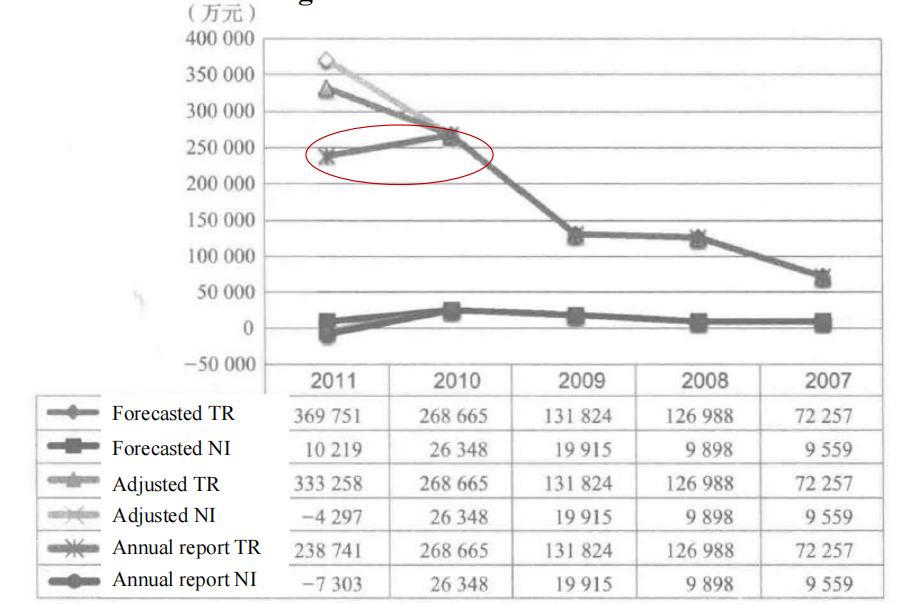 （万元）
400 000
350 000
300 000
250 000
200 000
150 000
100 000
50 000
0
−50 000
2011 2010 2009 2008 2007
Forecasted TR 369 751 268 665 131 824 126 988 72 257
Forecasted NI 10 219 26 348 19 915 9 898 9 559
Adjusted TR 333 258 268 665 131 824 126 988 72 257
Adjusted NI −4 297 26 348 19 915 9 898 9 559
Annual report TR 238 741 268 665 131 824 126 988 72 257
Annual report NI −7 303 26 348 19 915 9 898 9 559